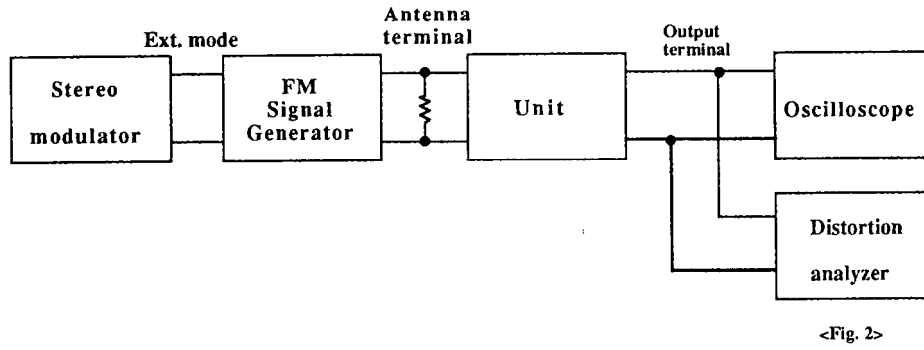 Ext. mode
Antenna
terminal
Output
terminal
Stereo
modulator
FM
Signal
Generator
Unit
Oscilloscope
Distortion
analyzer
<Fig. 2>